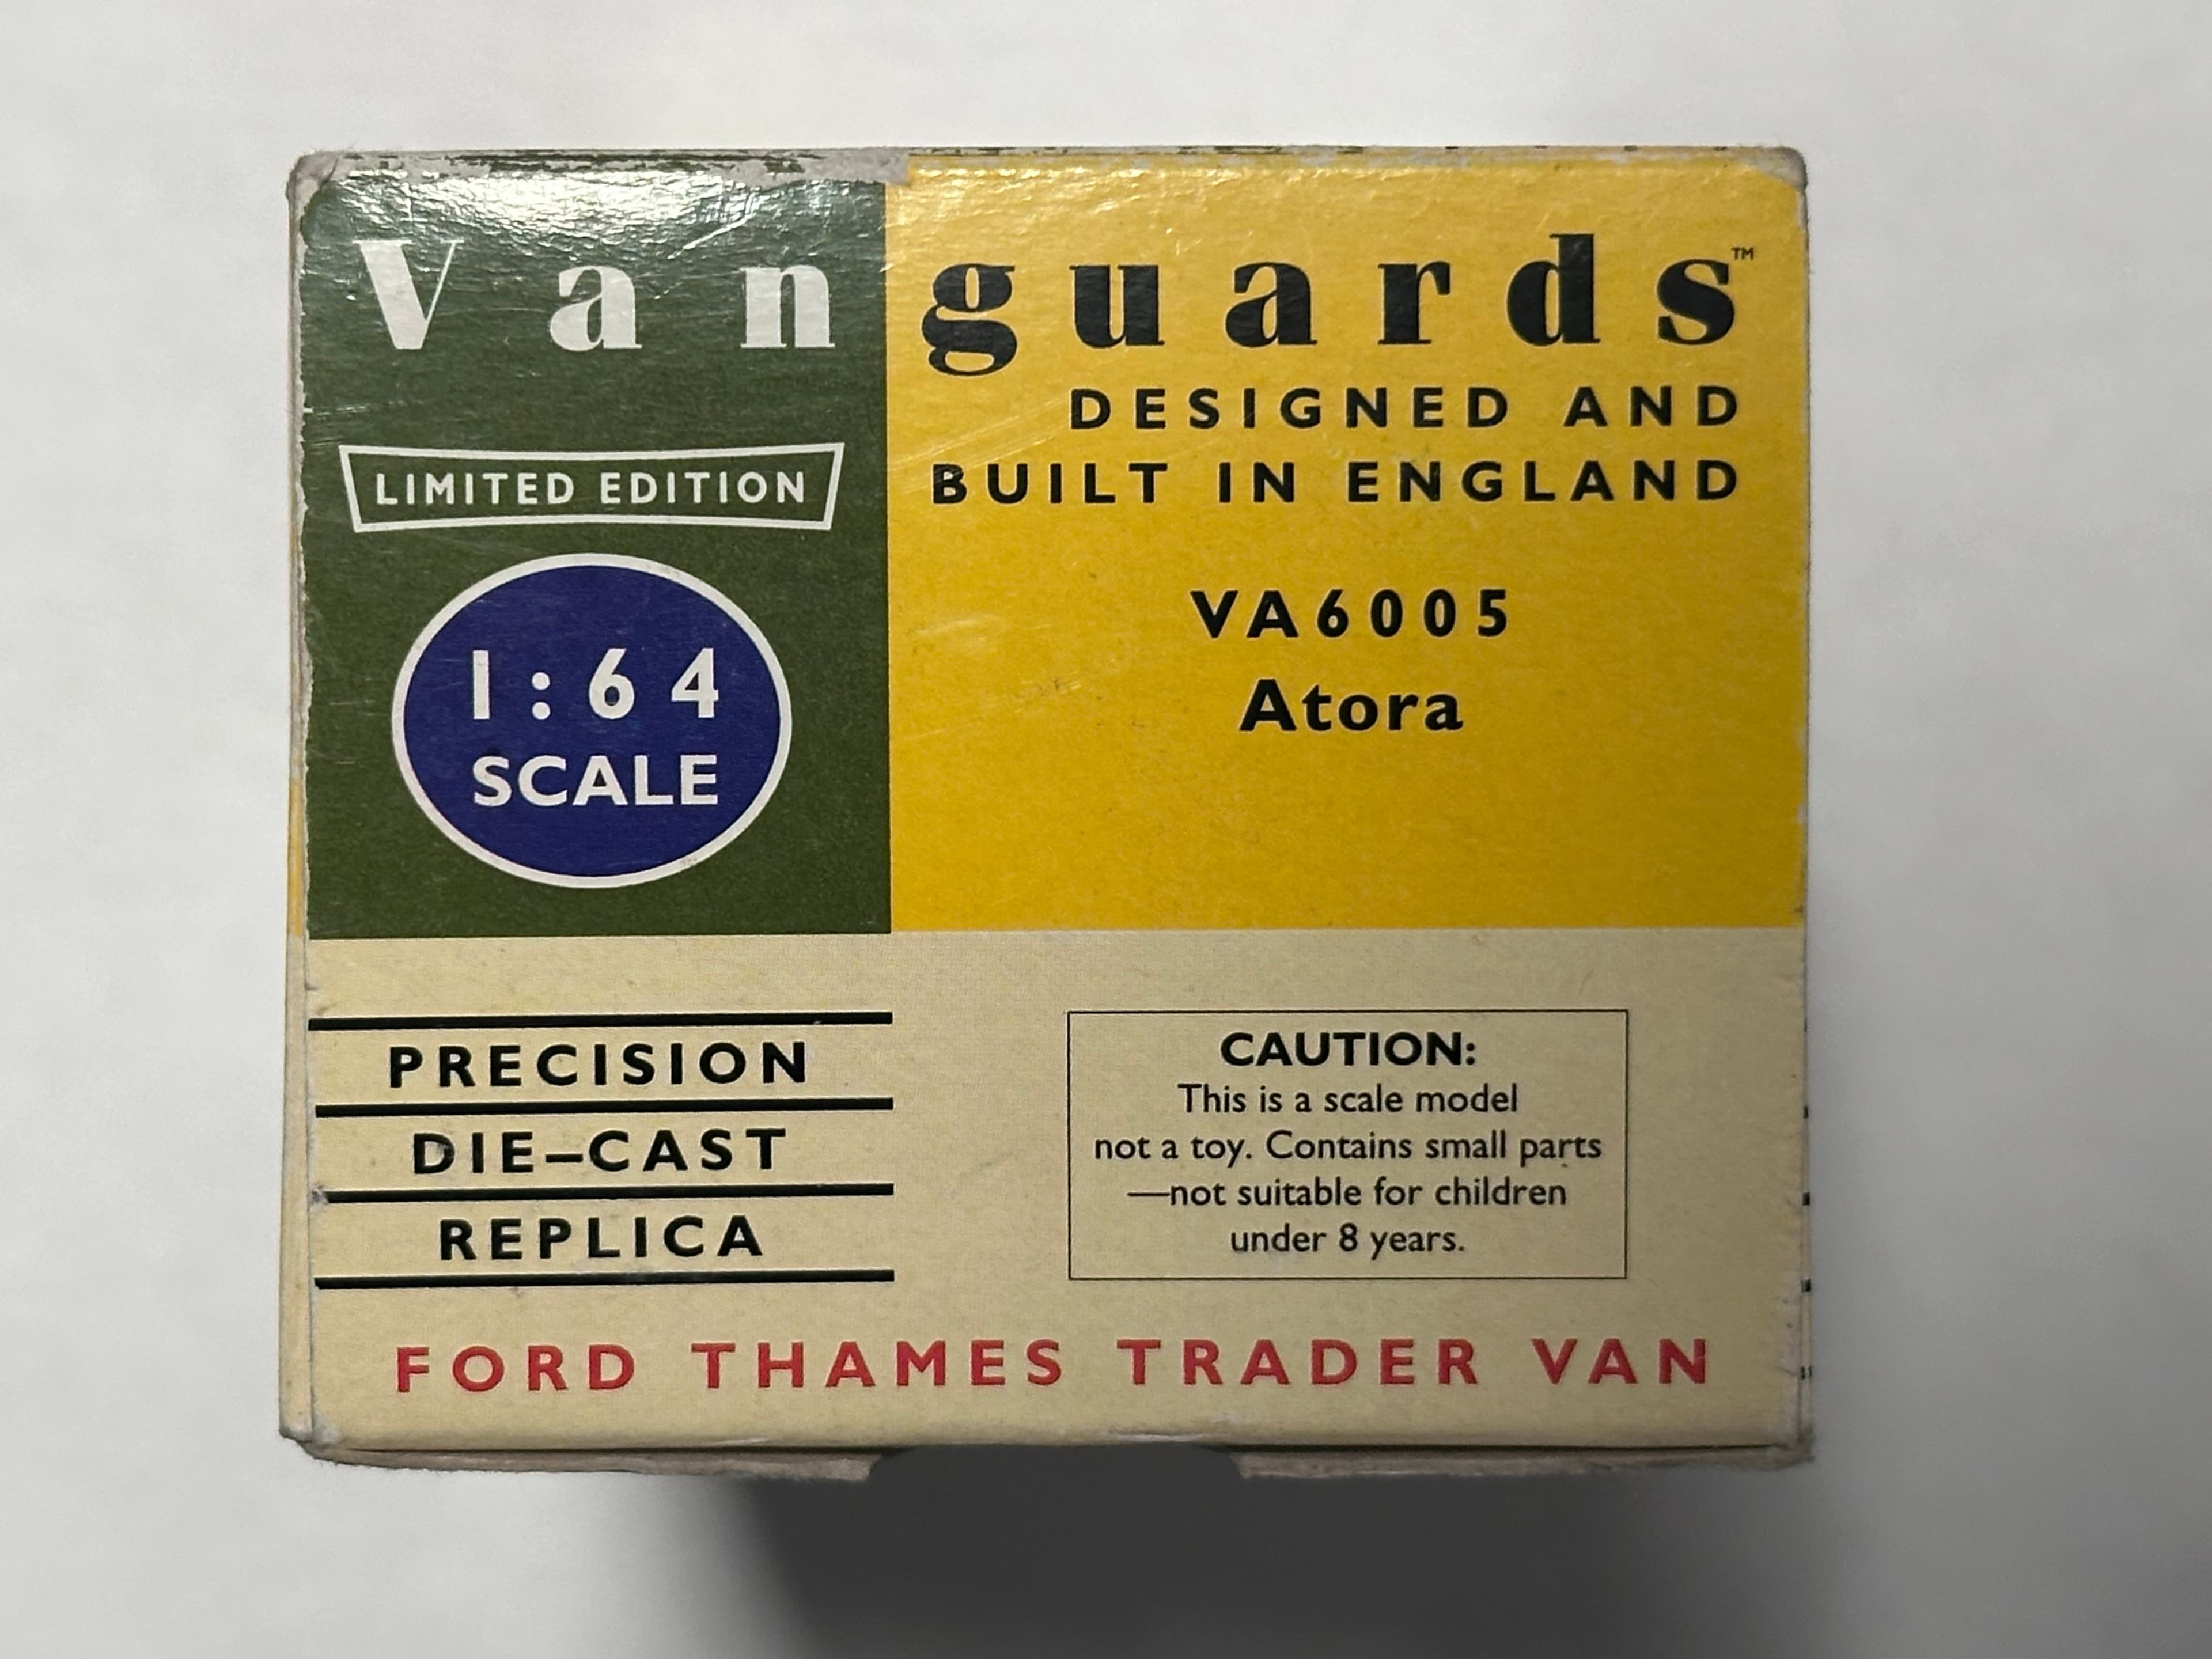 Vanguards™
DESIGNED AND
BUILT IN ENGLAND
LIMITED EDITION
1:64
SCALE
VA6005
Atora
PRECISION
DIE–CAST
REPLICA
CAUTION:
This is a scale model
not a toy. Contains small parts
—not suitable for children
under 8 years.
FORD THAMES TRADER VAN